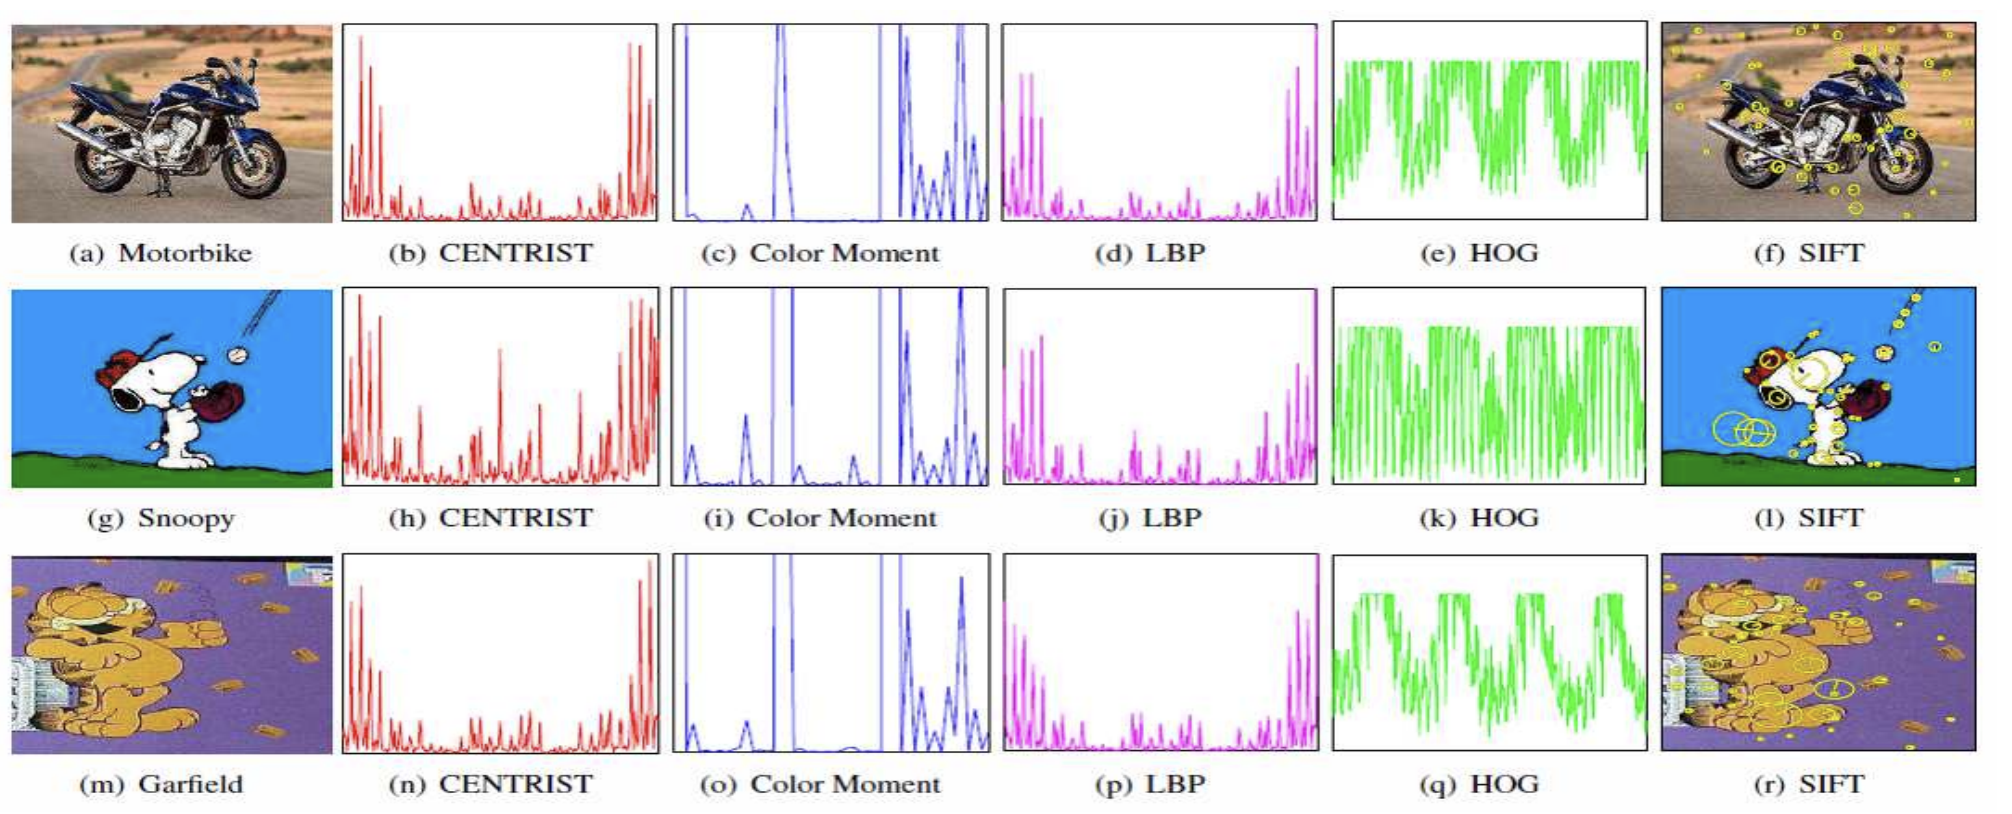 (a) Motorbike (b) CENTRIST (c) Color Moment (d) LBP (e) HOG (f) SIFT
(g) Snoopy (h) CENTRIST (i) Color Moment (j) LBP (k) HOG (l) SIFT
(m) Garfield (n) CENTRIST (o) Color Moment (p) LBP (q) HOG (r) SIFT